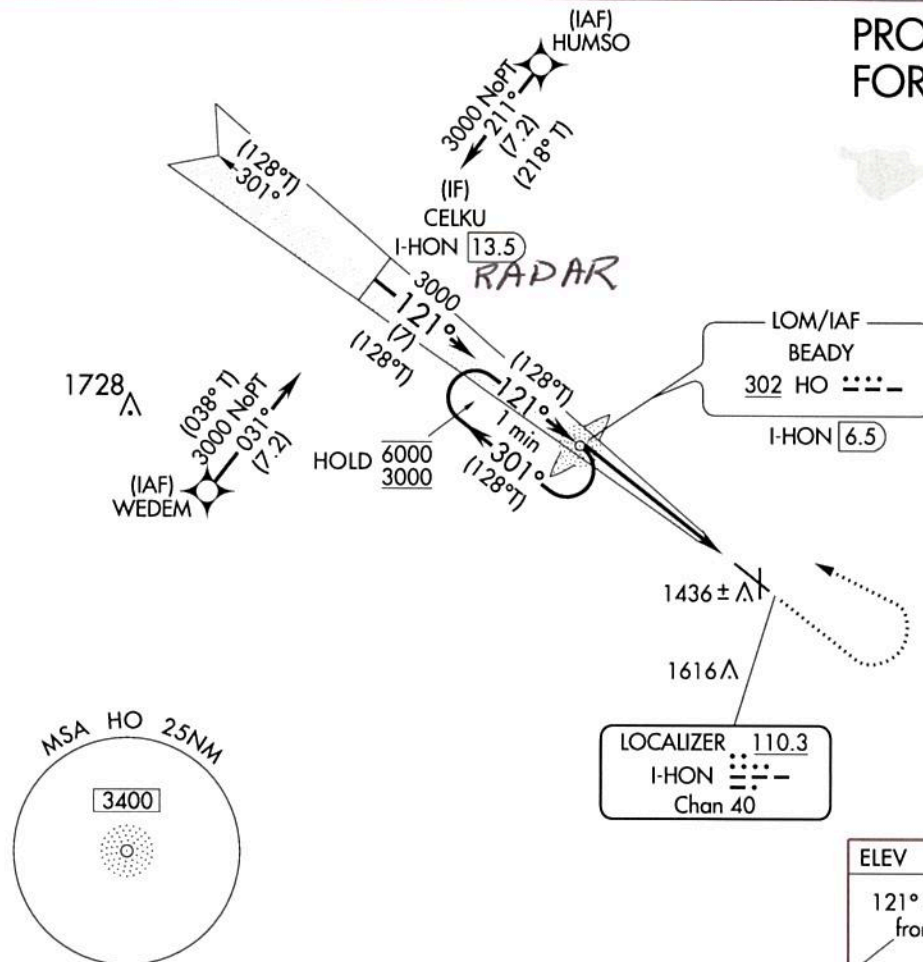 (IAF)
HUMSO
PRO
FOR
3000 NoPT
211°
(7.2)
(218° T)
(128°T)
301°
(IF)
CELKU
I-HON 13.5
RADAR
3000
121°
(7)
(128°T)
LOM/IAF
BEADY
302 HO
I-HON 6.5
(128°T)
121°
1 min
301°
(128°T)
1728
(038° T)
3000 NoPT
031°
(7.2)
HOLD 6000
3000
(IAF)
WEDEM
1436 ±
1616
MSA HO 25NM
3400
LOCALIZER 110.3
I-HON
Chan 40
ELEV
121°
from